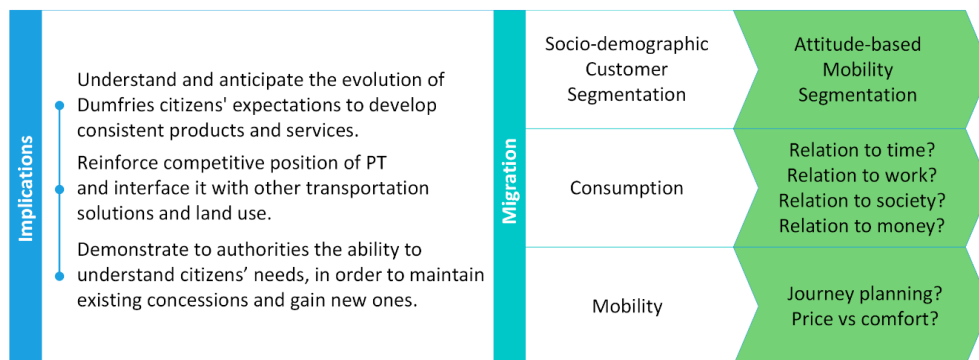 Implications
Understand and anticipate the evolution of
Dumfries citizens' expectations to develop
consistent products and services.
Reinforce competitive position of PT
and interface it with other transportation
solutions and land use.
Demonstrate to authorities the ability to
understand citizens’ needs, in order to maintain
existing concessions and gain new ones.
Migration
Socio-demographic
Customer
Segmentation
Attitude-based
Mobility
Segmentation
Consumption
Relation to time?
Relation to work?
Relation to society?
Relation to money?
Mobility
Journey planning?
Price vs comfort?